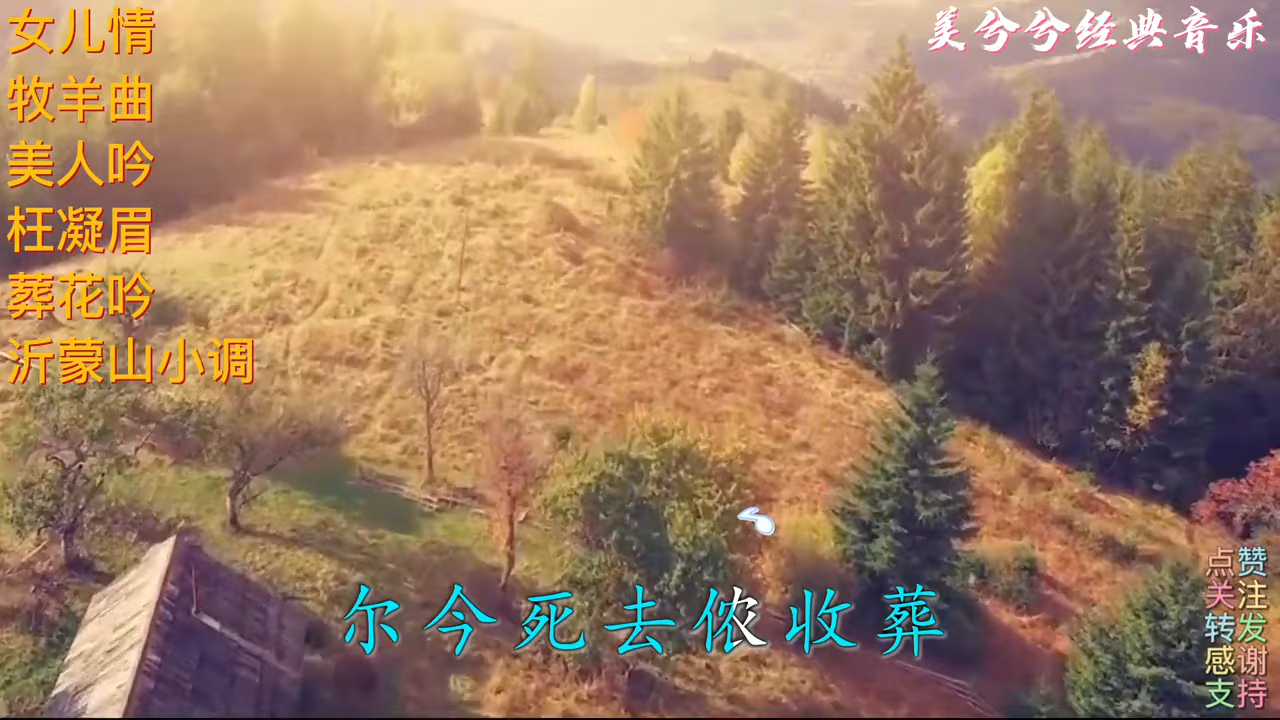 女儿情
牧羊曲
美人吟
枉凝眉
葬花吟
沂蒙山小调
美兮兮经典音乐
尔今死去侬收葬
点关转感支
赞注发谢持